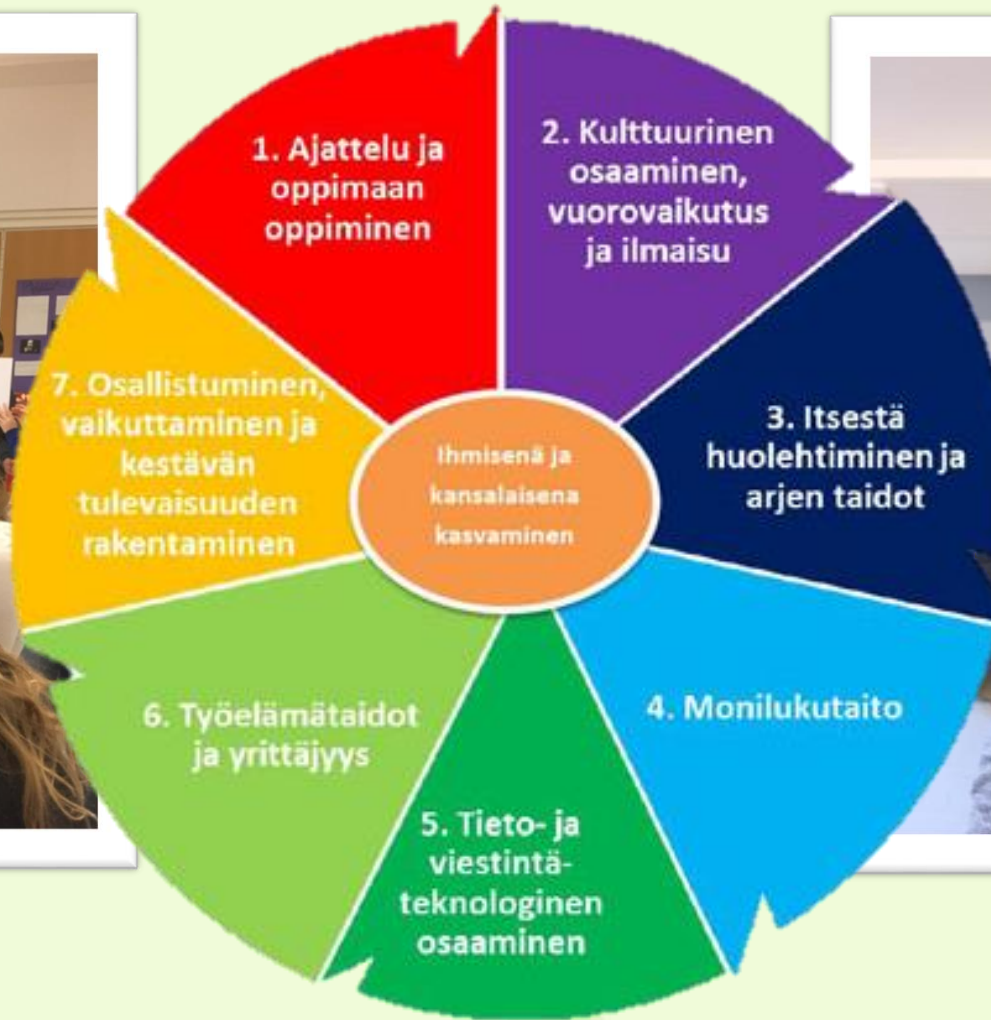 1. Ajattelu ja
oppimaan
oppiminen
2. Kulttuurinen
osaaminen,
vuorovaikutus
ja ilmaisu
3. Itsestä
huolehtiminen ja
arjen taidot
4. Monilukutaito
5. Tieto- ja
viestintä-
teknologinen
osaaminen
6. Työelämätaidot
ja yrittäjyys
7. Osallistuminen,
vaikuttaminen ja
kestävän
tulevaisuuden
rakentaminen
Ihmisenä ja
kansalaisena
kasvaminen